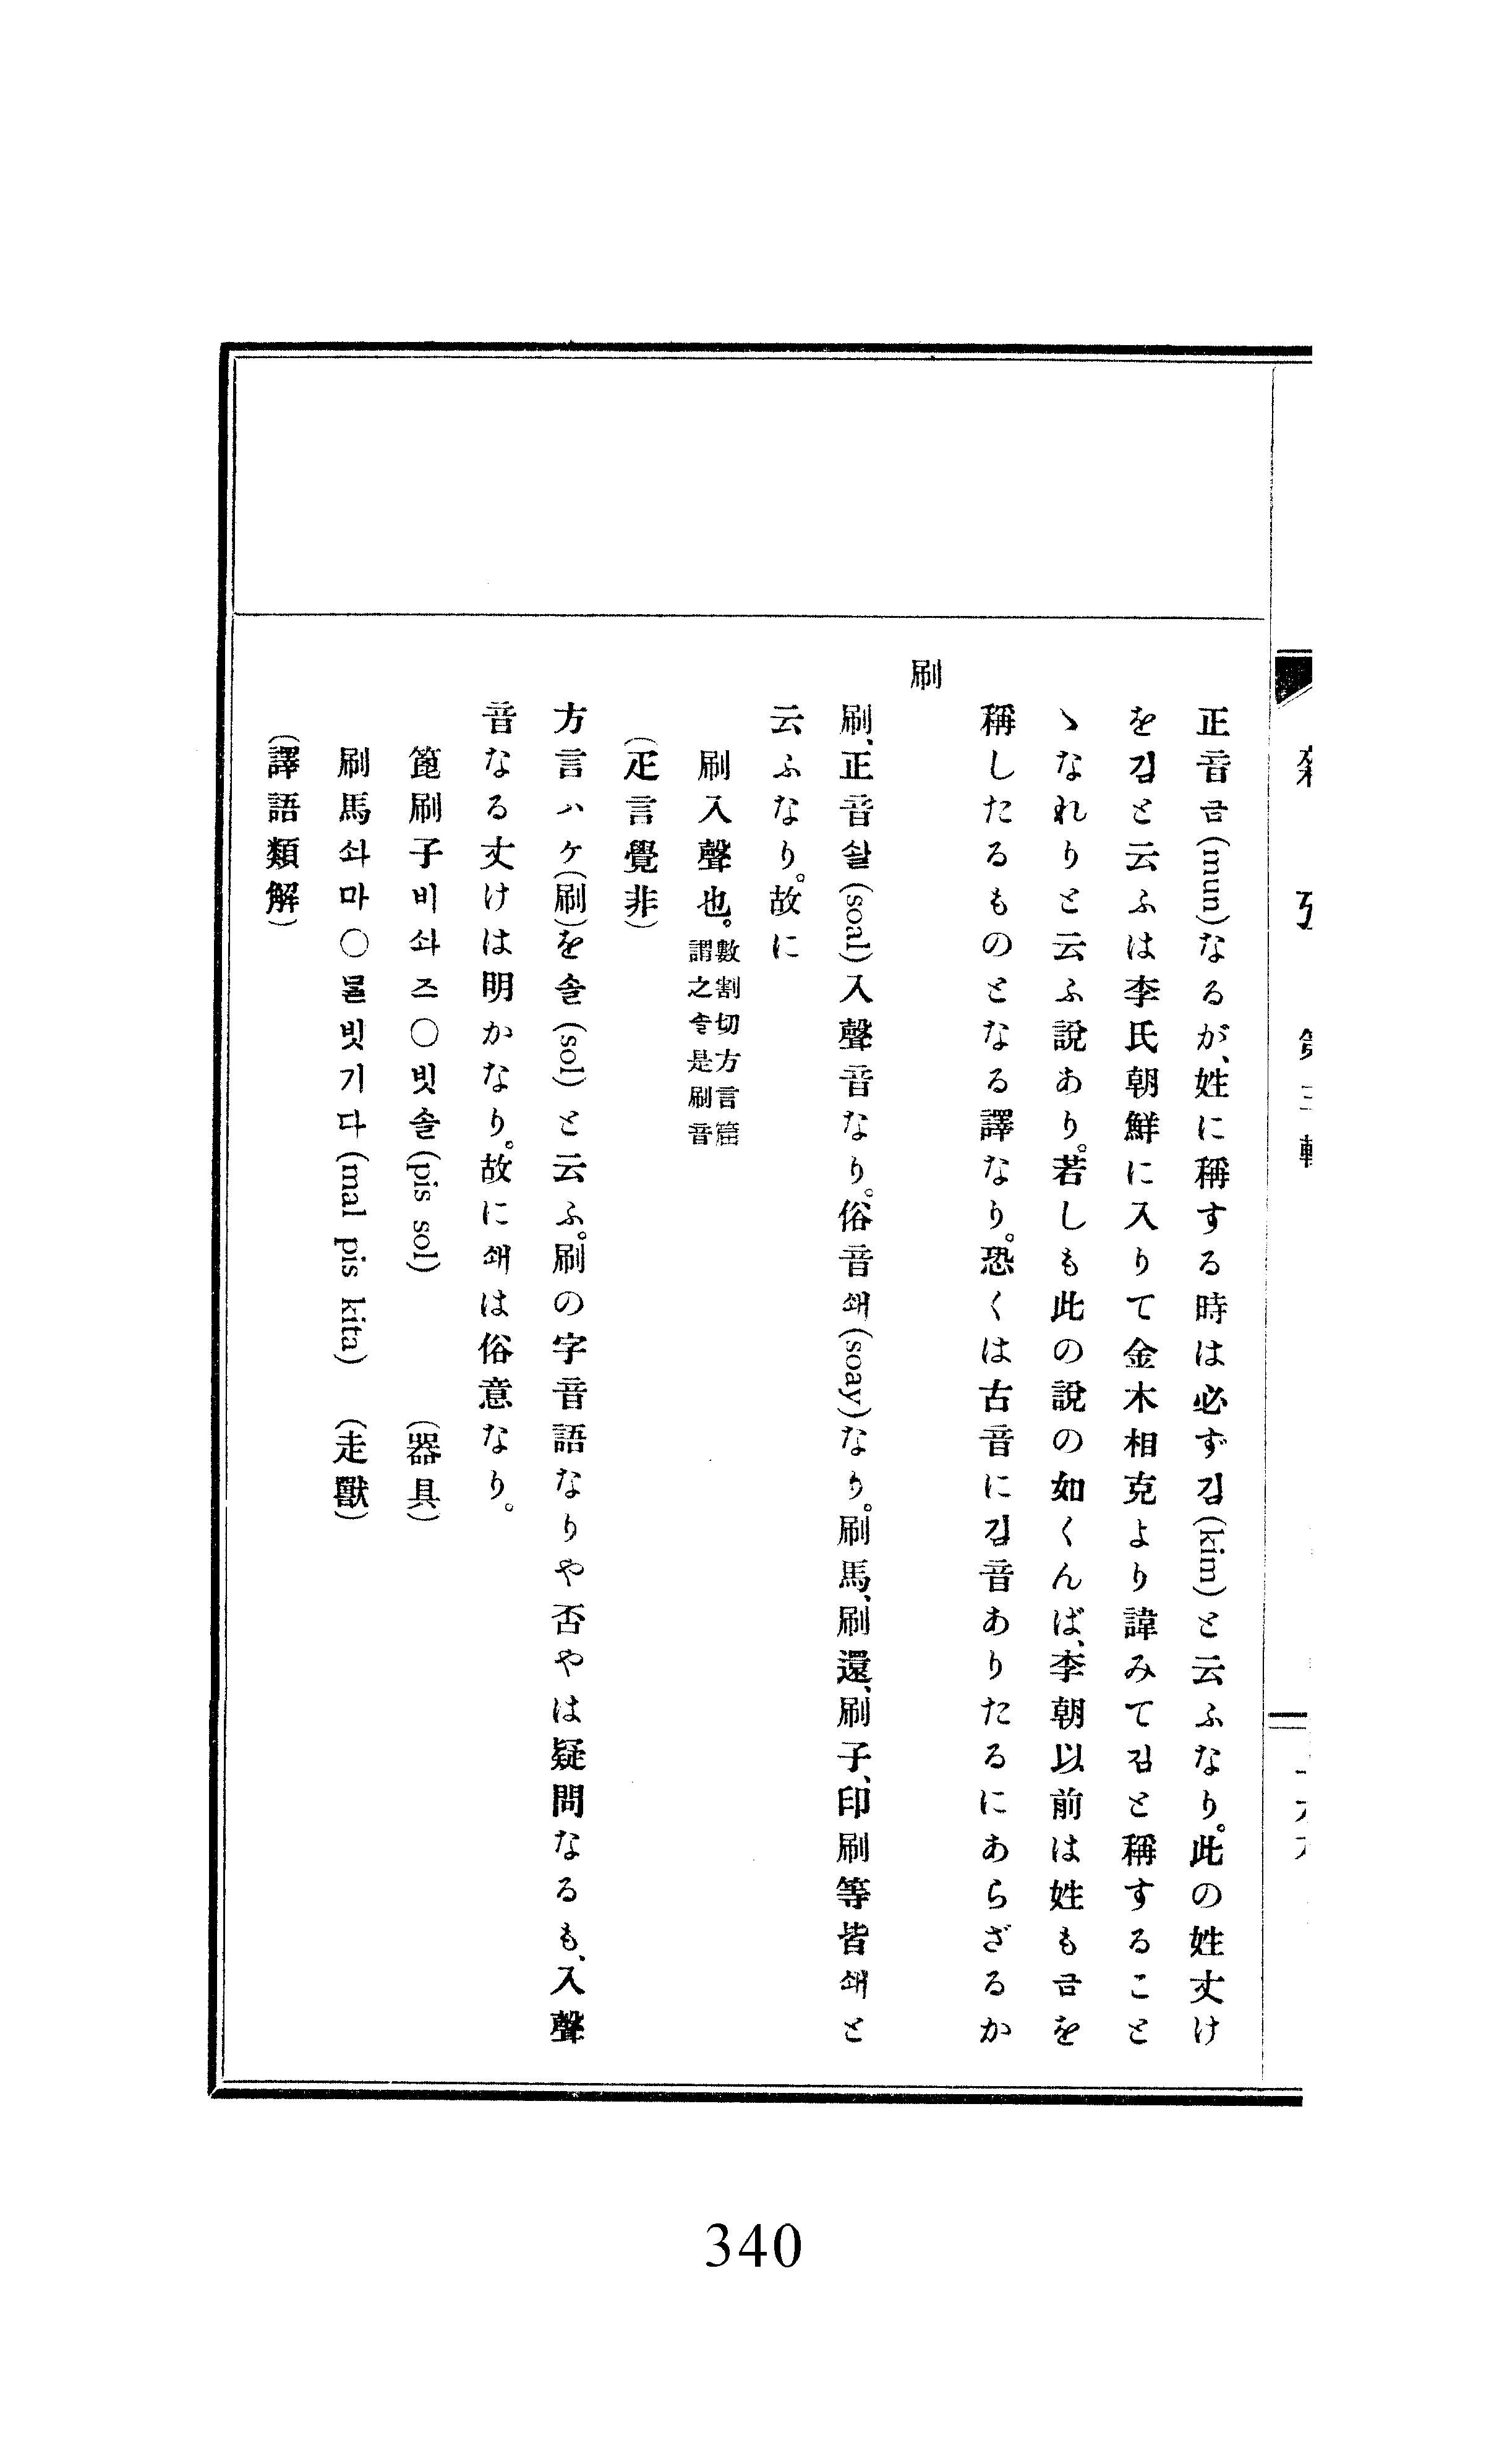 正音금(mun)なるが、姓に稱する時は必ず김(kim)と云ふなり。此の姓丈け
を김と云ふは李氏朝鮮に入りて金木相克より諱みて김と稱すること
ゝなれりと云ふ說あり。若しも此の說の如くんば、李朝以前は姓も금を
稱したるものとなる譯なり。恐くは古音に김音ありたるにあらざるか
刷
刷、正音솰(soal)入聲音なり。俗音쇄(soay)なり。刷馬、刷還、刷子、印刷等皆쇄と
云ふなり。故に
刷入聲也。數割切方言窟
謂之솔是刷音
(疋言覺非)
方言ハケ(刷)を솔(sol)と云ふ。刷の字音語なりや否やは疑問なるも、入聲
音なる丈けは明かなり。故に쇄は俗意なり。
篦刷子비솨즈○빗솔(pis sol) (器具)
刷馬솨마○믈빗기다(mal pis kita) (走獸)
(譯語類解)
340